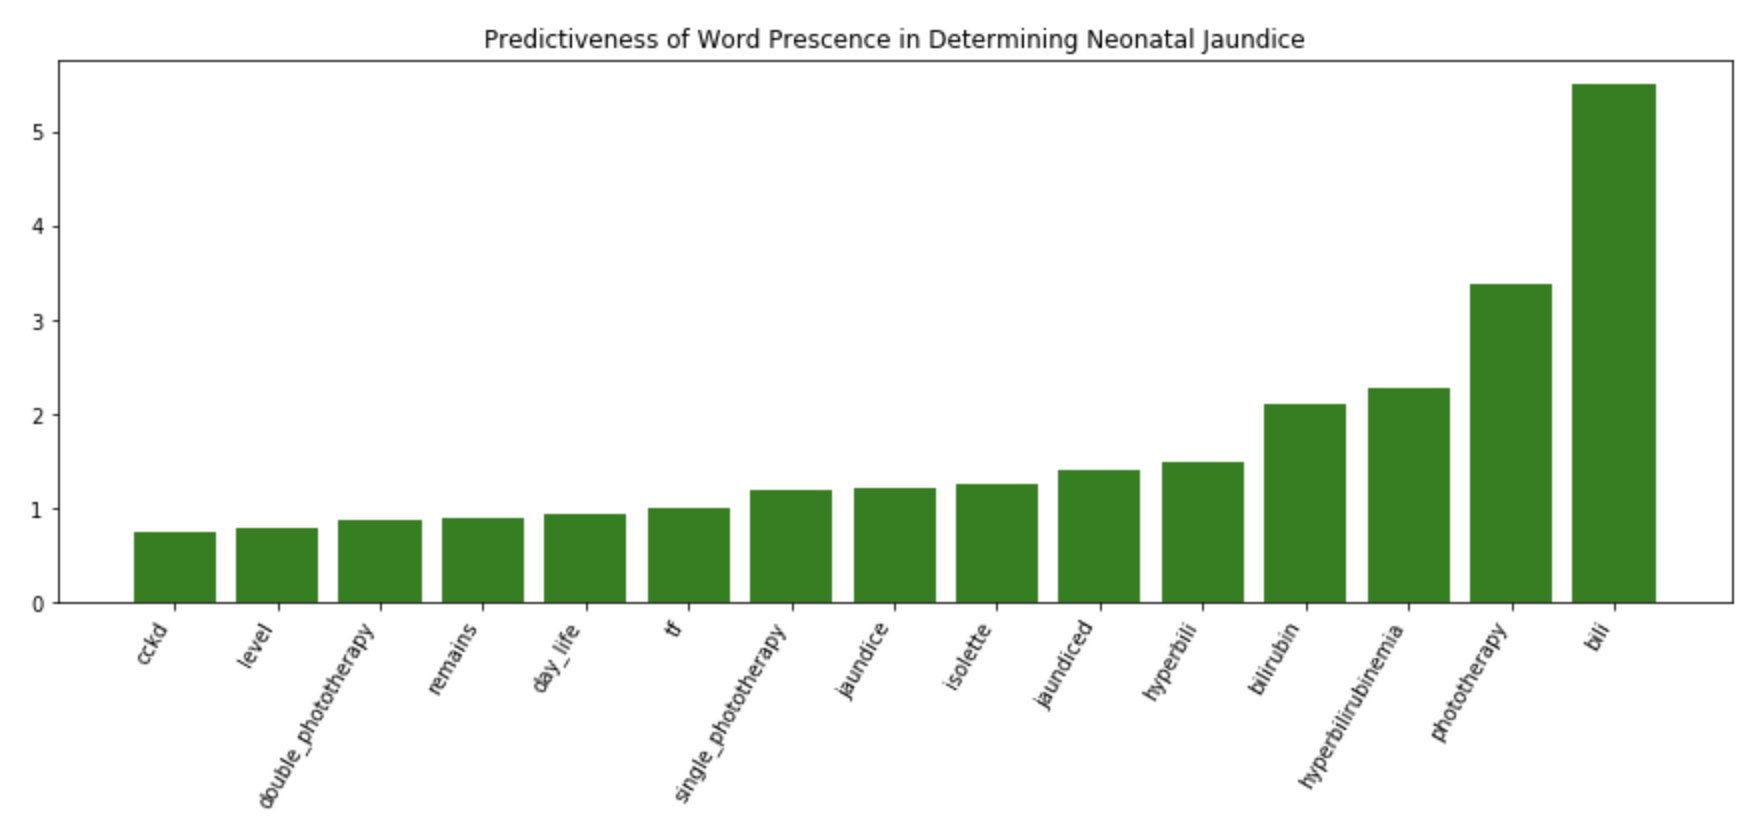 Predictiveness of Word Prescence in Determining Neonatal Jaundice
5
4
3
2
1
0
cckd
level
double_phototherapy
remains
day_life
tf
single_phototherapy
jaundice
isolette
jaundiced
hyperbili
bilirubin
hyperbilirubinemia
phototherapy
bili